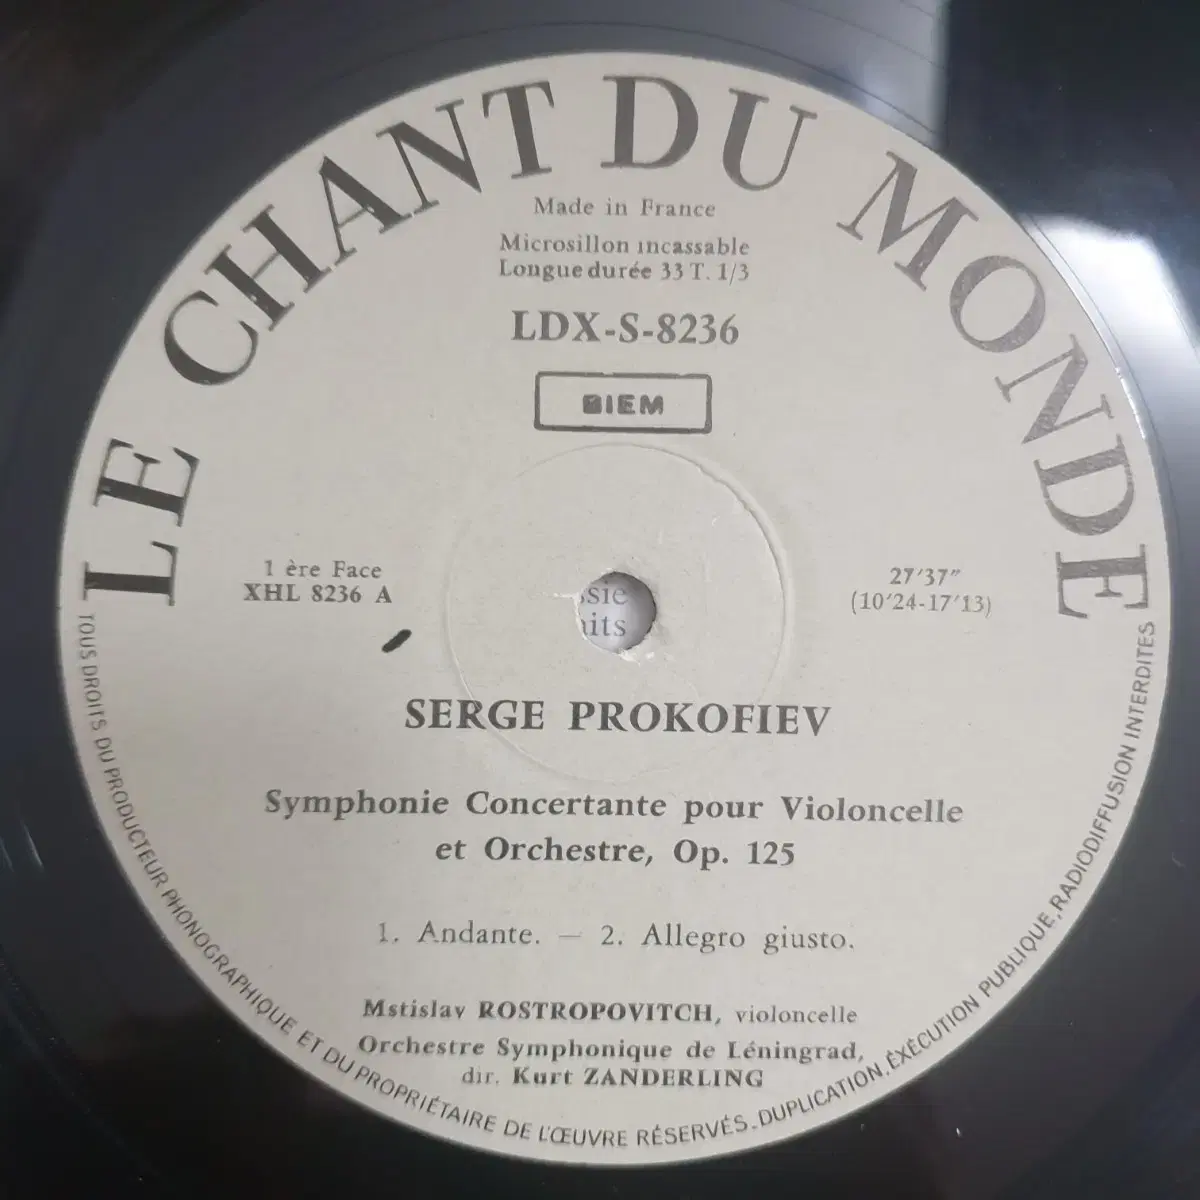 LE CHANT DU MONDE
Made in France
Microsillon incassable
Longue durée 33 T. 1/3
LDX-S-8236
BIEM
1 ère Face
XHL 8236 A
27'37"
(10'24-17'13)
SERGE PROKOFIEV
Symphonie Concertante pour Violoncelle
et Orchestre, Op. 125
1. Andante. — 2. Allegro giusto.
Mstislav ROSTROPOVITCH, violoncelle
Orchestre Symphonique de Léningrad,
dir. Kurt ZANDERLING
TOUS DROITS DU PRODUCTEUR PHONOGRAPHIQUE ET DU PROPRIÉTAIRE DE L'ŒUVRE RÉSERVÉS. DUPLICATION, ÉXÉCUTION PUBLIQUE, RADIODIFFUSION INTERDITES